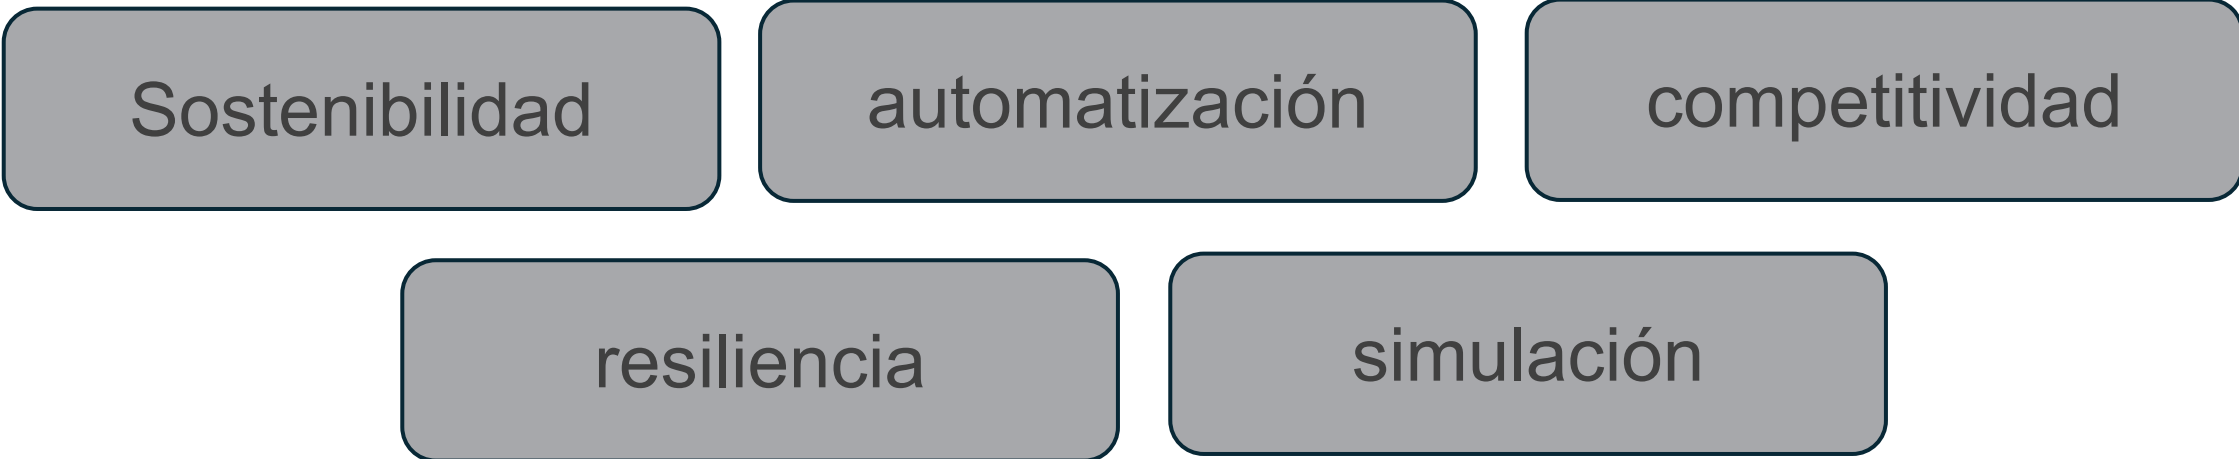 Sostenibilidad
automatización
competitividad
resiliencia
simulación